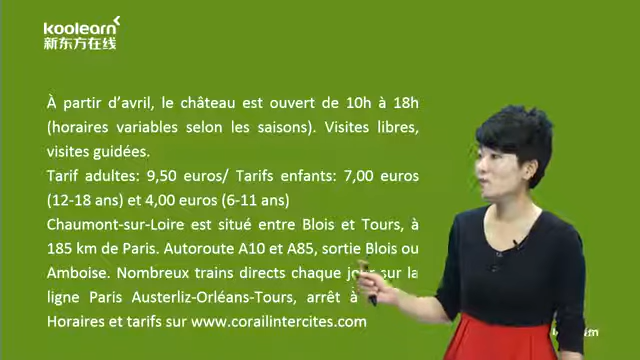 koolearn
新东方在线
À partir d'avril, le château est ouvert de 10h à 18h
(horaires variables selon les saisons). Visites libres,
visites guidées.
Tarif adultes: 9,50 euros/ Tarifs enfants: 7,00 euros
(12-18 ans) et 4,00 euros (6-11 ans)
Chaumont-sur-Loire est situé entre Blois et Tours, à
185 km de Paris. Autoroute A10 et A85, sortie Blois ou
Amboise. Nombreux trains directs chaque sur la
ligne Paris Austerliz-Orléans-Tours, arrêt à
Horaires et tarifs sur www.corailintercites.com